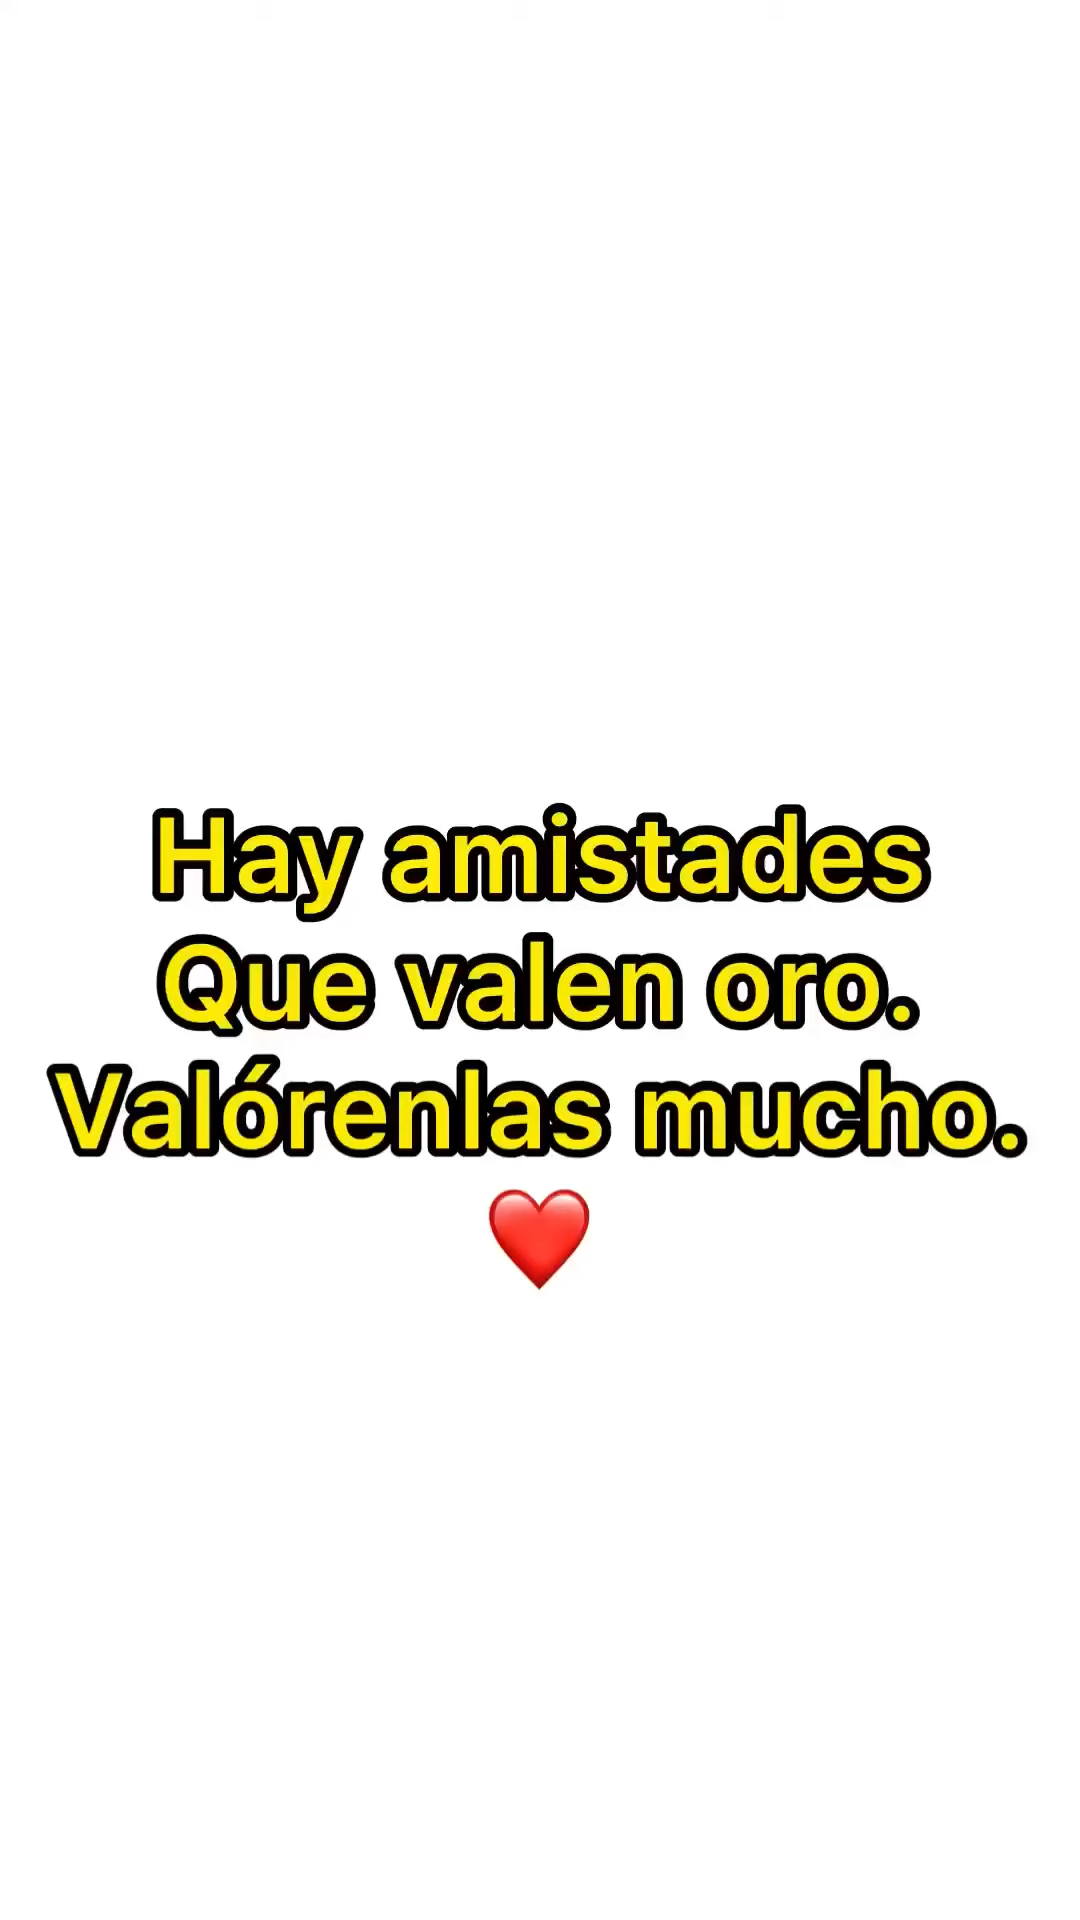 Hay amistades
Que valen oro.
Valórenlas mucho.
❤️